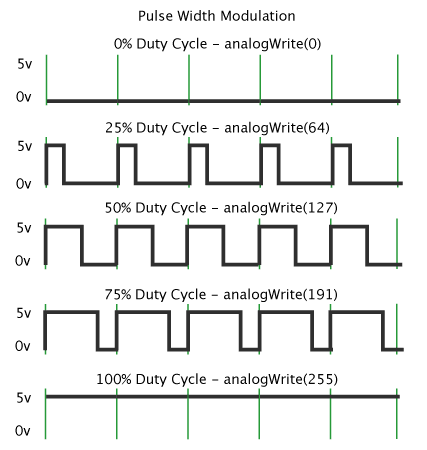 Pulse Width Modulation
0% Duty Cycle – analogWrite(0)
5v
0v
25% Duty Cycle – analogWrite(64)
5v
0v
50% Duty Cycle – analogWrite(127)
5v
0v
75% Duty Cycle – analogWrite(191)
5v
0v
100% Duty Cycle – analogWrite(255)
5v
0v